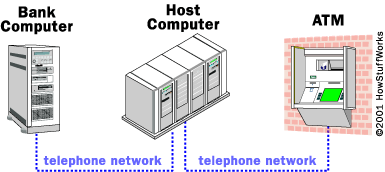 Bank
Computer
Host
Computer
ATM
telephone network
telephone network
©2001 HowStuffWorks